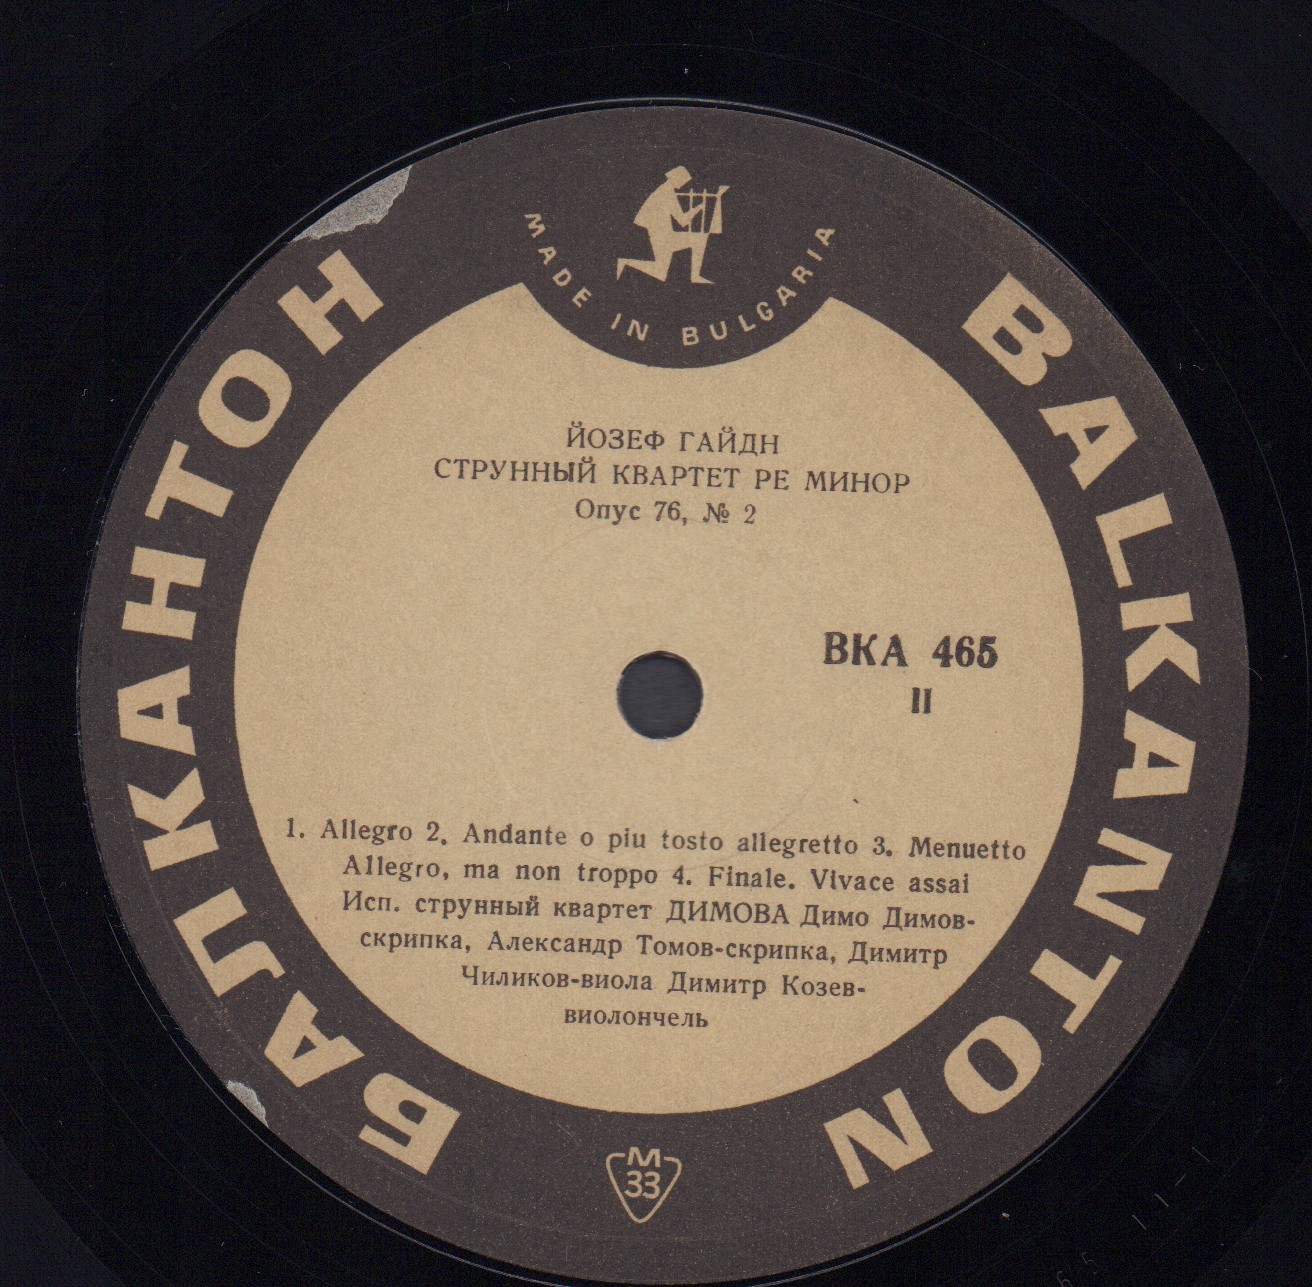 MADE IN BULGARIA
БАЛКАНТОН
BALKANTON
ЙОЗЕФ ГАЙДН
СТРУННЫЙ КВАРТЕТ РЕ МИНОР
Опус 76, № 2
ВКА 465
II
1. Allegro 2. Andante o piu tosto allegretto 3. Menuetto
Allegro, ma non troppo 4. Finale. Vivace assai
Исп. струнный квартет ДИМОВА Димо Димов-
скрипка, Александр Томов-скрипка, Димитр
Чиликов-виола Димитр Козев-
виолончель
М
33